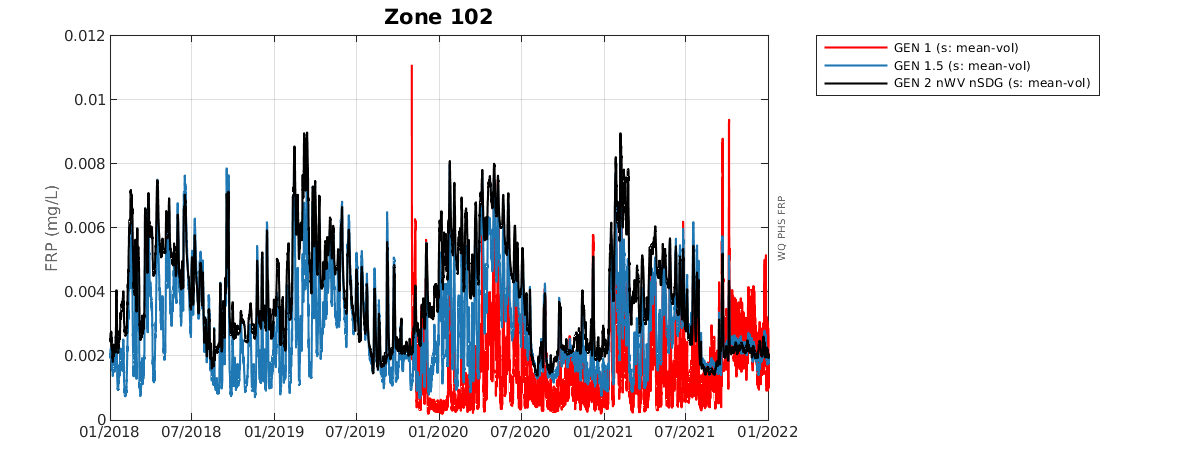 Zone 102
0.012
0.01
0.008
0.006
0.004
0.002
0
FRP (mg/L)
01/2018 07/2018 01/2019 07/2019 01/2020 07/2020 01/2021 07/2021 01/2022
WQ PHS FRP
GEN 1 (s: mean-vol)
GEN 1.5 (s: mean-vol)
GEN 2 nWV nSDG (s: mean-vol)